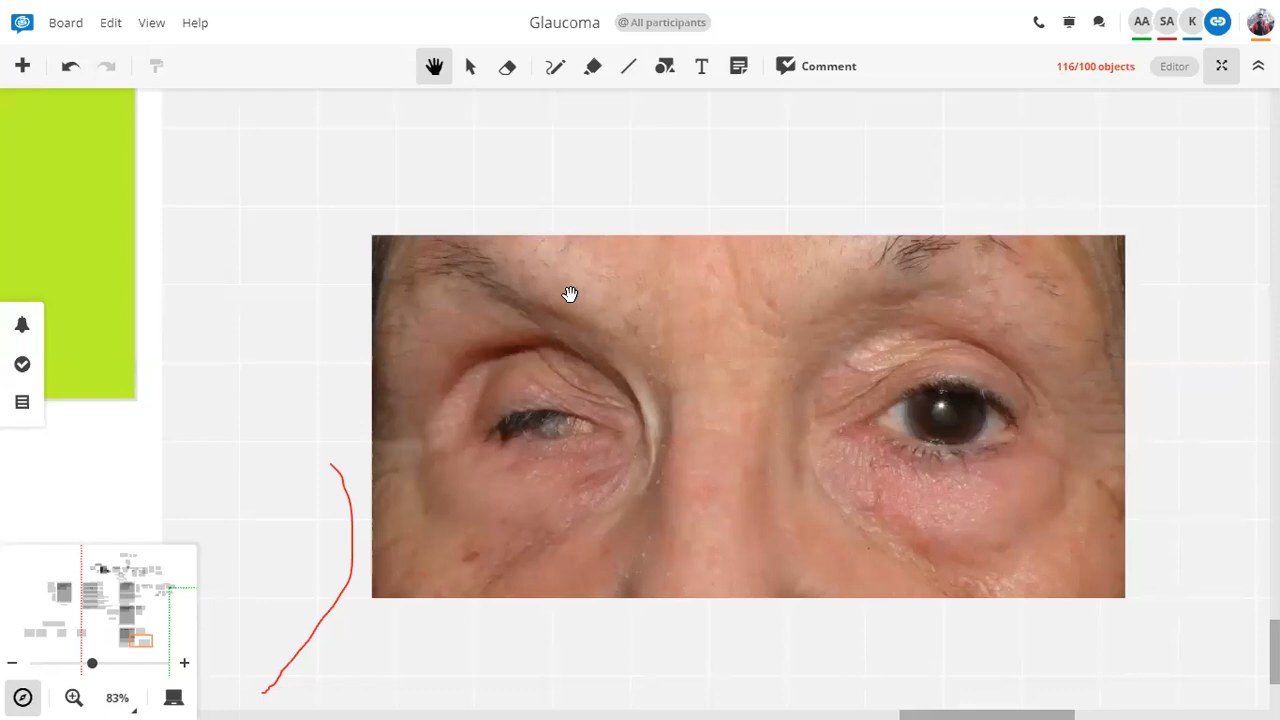 Board Edit View Help Glaucoma @ All participants AA SA K
T Comment 116/100 objects Editor
83%